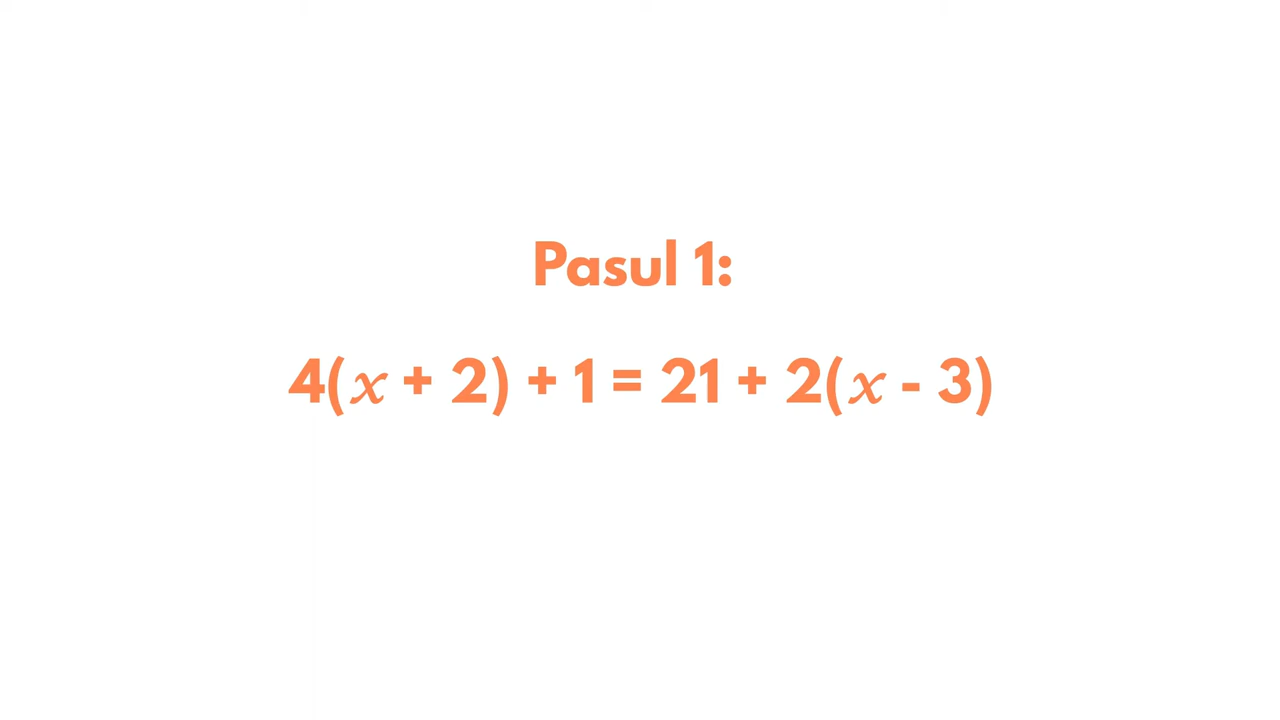 Pasul 1:
4(x + 2) + 1 = 21 + 2(x - 3)